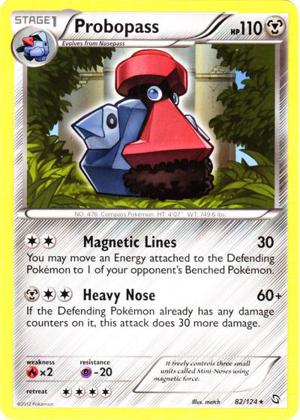 STAGE1 Probopass HP110
Evolves from Nosepass
NO. 476 Compass Pokémon HT: 4'07" WT: 749.6 lbs.
Magnetic Lines 30
You may move an Energy attached to the Defending
Pokémon to 1 of your opponent's Benched Pokémon.
Heavy Nose 60+
If the Defending Pokémon already has any damage
counters on it, this attack does 30 more damage.
weakness resistance
×2 -20
retreat
It freely controls three small
units called Mini-Noses using
magnetic force.
©2012 Pokémon Illus. match 82/124 ★